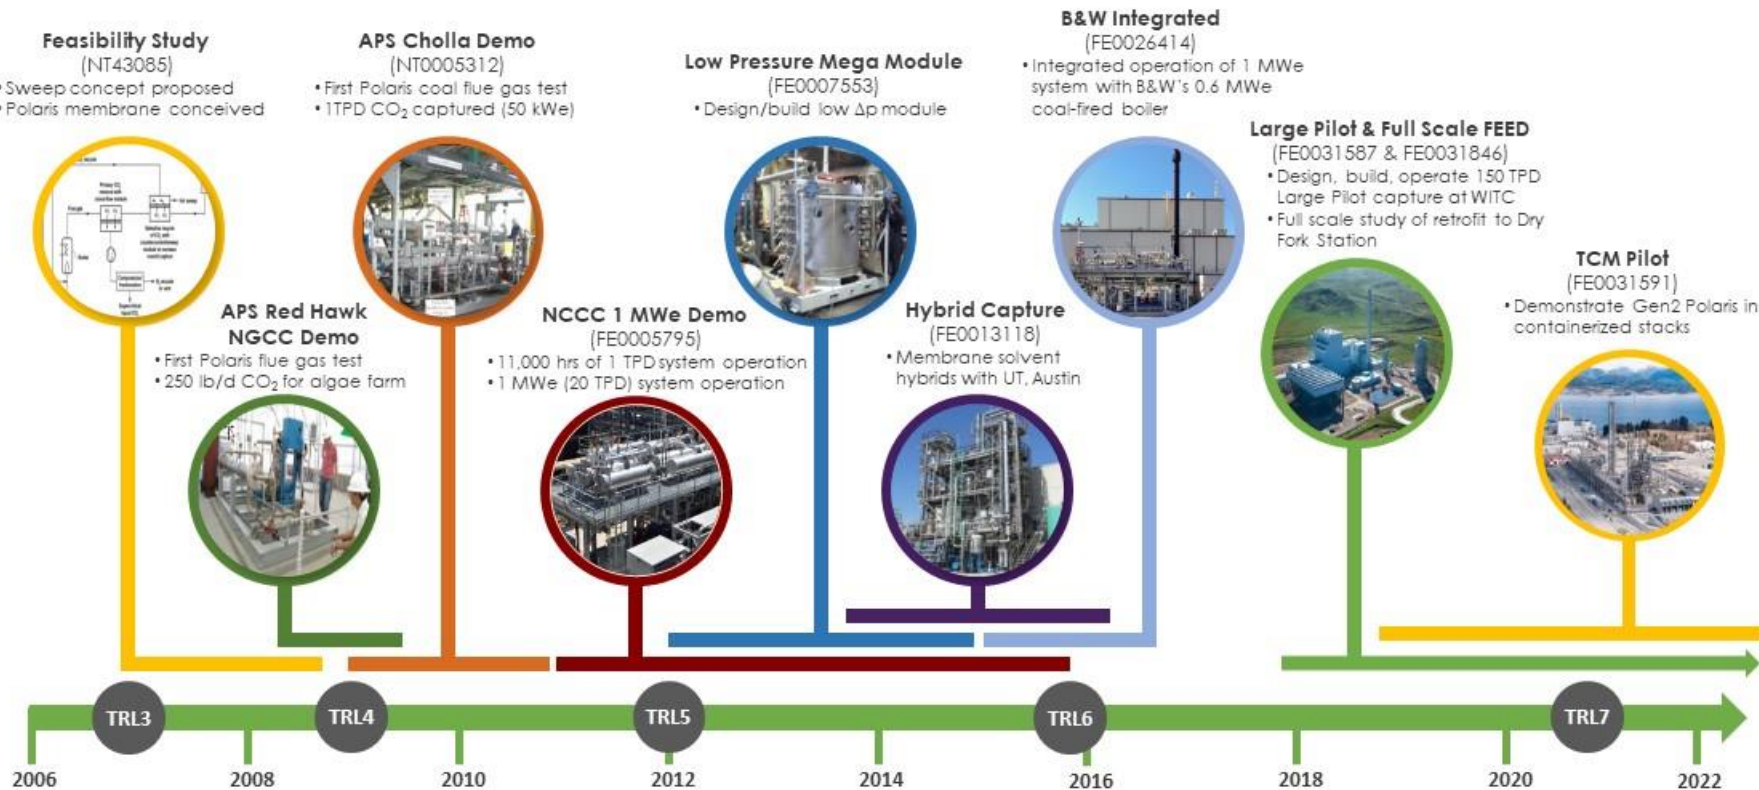 Feasibility Study
(NT43085)
• Sweep concept proposed
• Polaris membrane conceived
APS Cholla Demo
(NT0005312)
• First Polaris coal flue gas test
• 1TPD CO₂ captured (50 kWe)
Low Pressure Mega Module
(FE0007553)
• Design/build low Δp module
B&W Integrated
(FE0026414)
• Integrated operation of 1 MWe
system with B&W's 0.6 MWe
coal-fired boiler
Large Pilot & Full Scale FEED
(FE0031587 & FE0031846)
• Design, build, operate 150 TPD
Large Pilot capture at WITC
• Full scale study of retrofit to Dry
Fork Station
TCM Pilot
(FE0031591)
• Demonstrate Gen2 Polaris in
containerized stacks
APS Red Hawk
NGCC Demo
• First Polaris flue gas test
• 250 lb/d CO₂ for algae farm
NCCC 1 MWe Demo
(FE0005795)
• 11,000 hrs of 1 TPD system operation
• 1 MWe (20 TPD) system operation
Hybrid Capture
(FE0013118)
• Membrane solvent
hybrids with UT, Austin
TRL3
TRL4
TRL5
TRL6
TRL7
2006
2008
2010
2012
2014
2016
2018
2020
2022